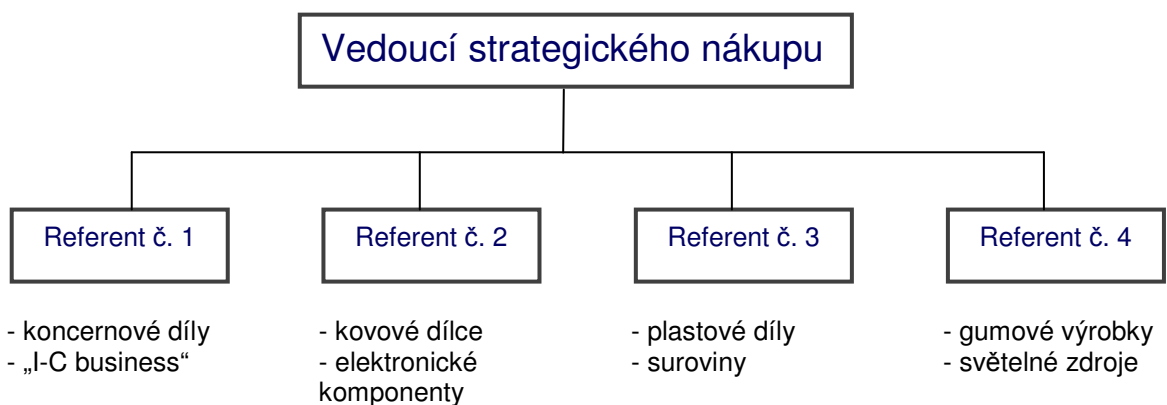 Vedoucí strategického nákupu
Referent č. 1
Referent č. 2
Referent č. 3
Referent č. 4
- koncernové díly
- „I-C business“
- kovové dílce
- elektronické
komponenty
- plastové díly
- suroviny
- gumové výrobky
- světelné zdroje